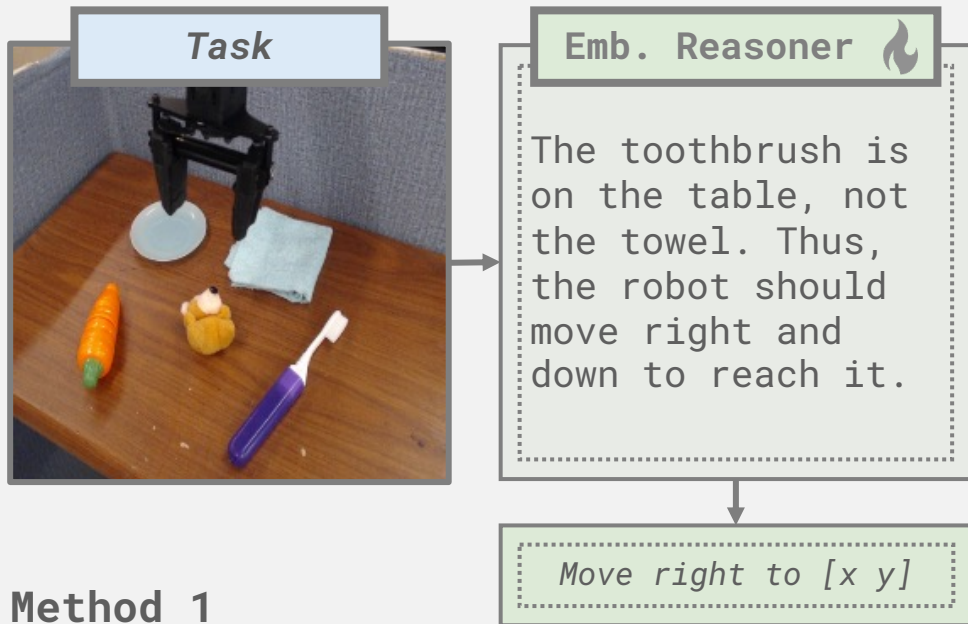 Task
Emb. Reasoner
The toothbrush is
on the table, not
the towel. Thus,
the robot should
move right and
down to reach it.
Move right to [x y]
Method 1